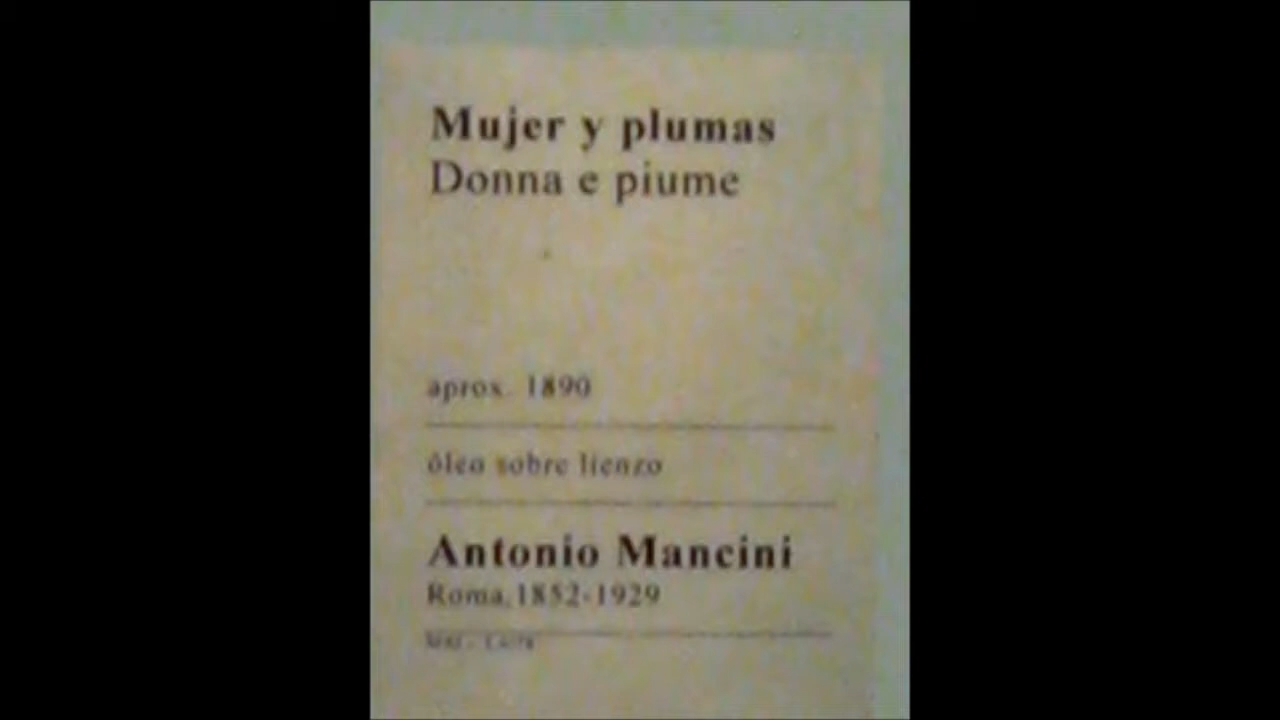 Mujer y plumas
Donna e piume
aprox. 1890
óleo sobre lienzo
Antonio Mancini
Roma, 1852-1929